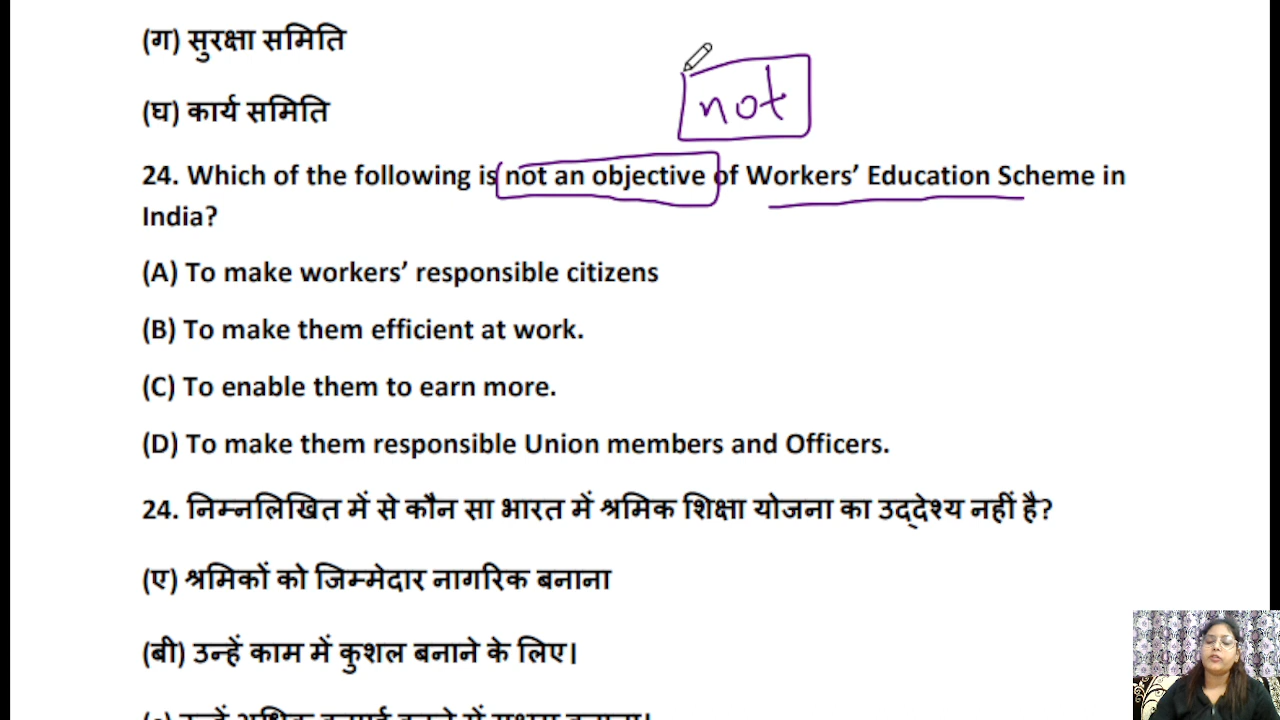 (ग) सुरक्षा समिति
(घ) कार्य समिति
not
24. Which of the following is not an objective of Workers’ Education Scheme in
India?
(A) To make workers’ responsible citizens
(B) To make them efficient at work.
(C) To enable them to earn more.
(D) To make them responsible Union members and Officers.
24. निम्नलिखित में से कौन सा भारत में श्रमिक शिक्षा योजना का उद्देश्य नहीं है?
(ए) श्रमिकों को जिम्मेदार नागरिक बनाना
(बी) उन्हें काम में कुशल बनाने के लिए।